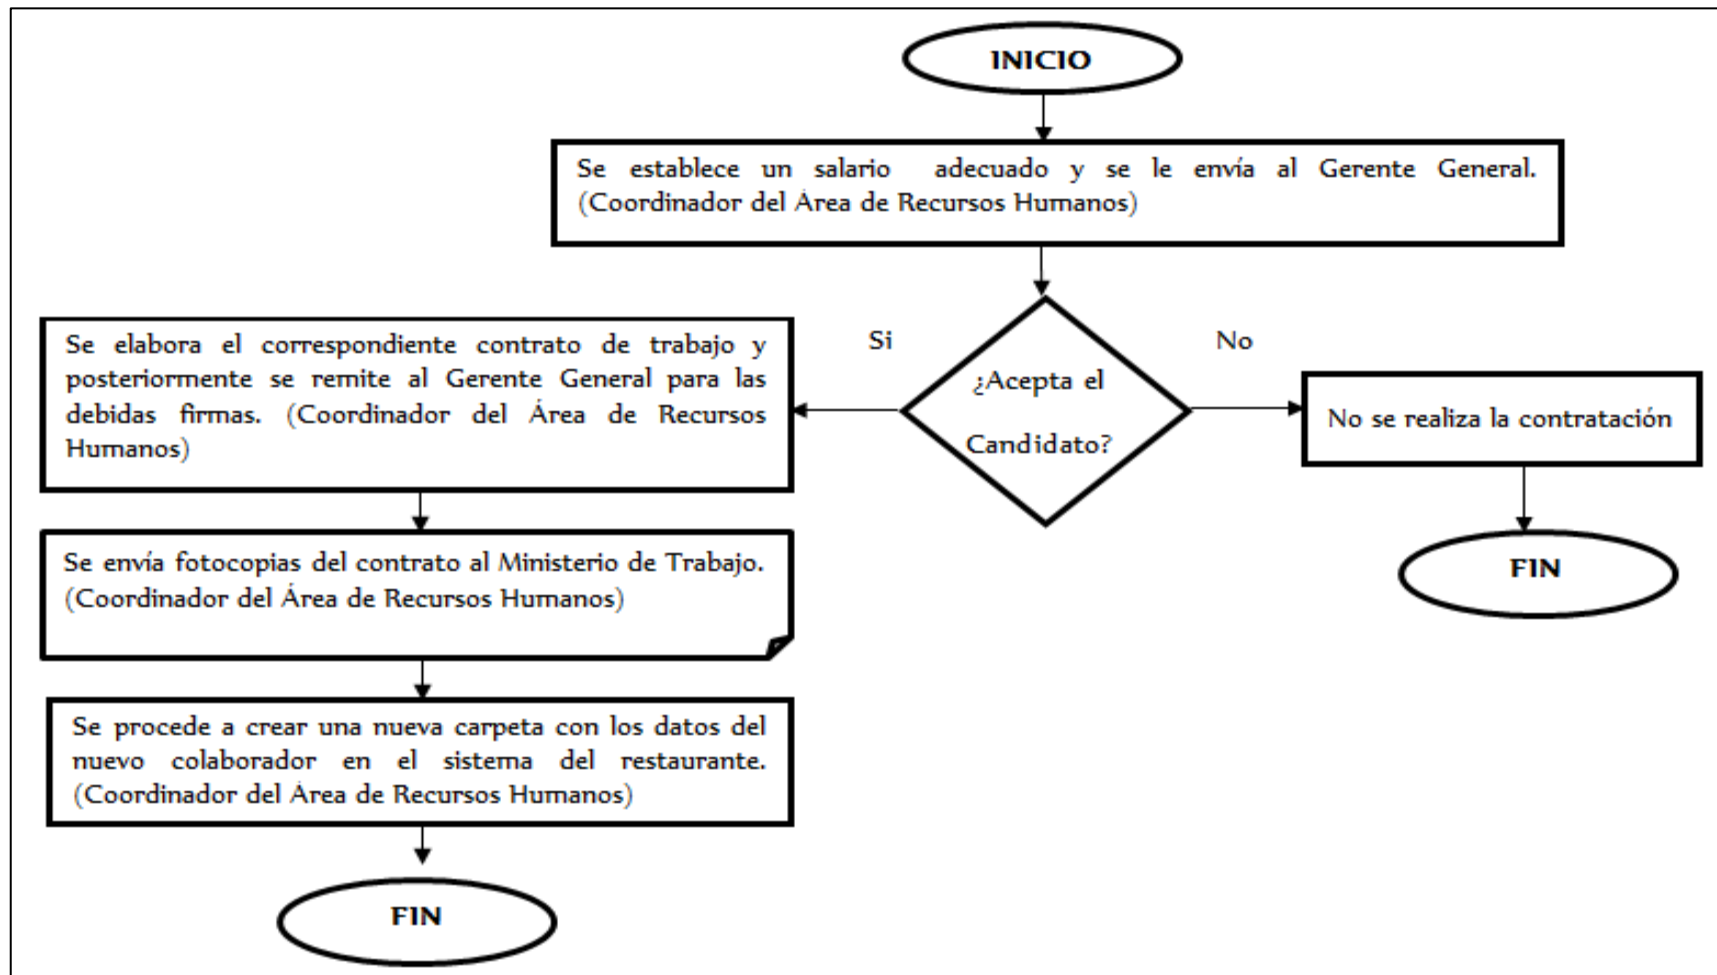 INICIO
Se establece un salario adecuado y se le envía al Gerente General.
(Coordinador del Área de Recursos Humanos)
Si
No
¿Acepta el
Candidato?
Se elabora el correspondiente contrato de trabajo y
posteriormente se remite al Gerente General para las
debidas firmas. (Coordinador del Área de Recursos
Humanos)
No se realiza la contratación
Se envía fotocopias del contrato al Ministerio de Trabajo.
(Coordinador del Área de Recursos Humanos)
FIN
Se procede a crear una nueva carpeta con los datos del
nuevo colaborador en el sistema del restaurante.
(Coordinador del Área de Recursos Humanos)
FIN